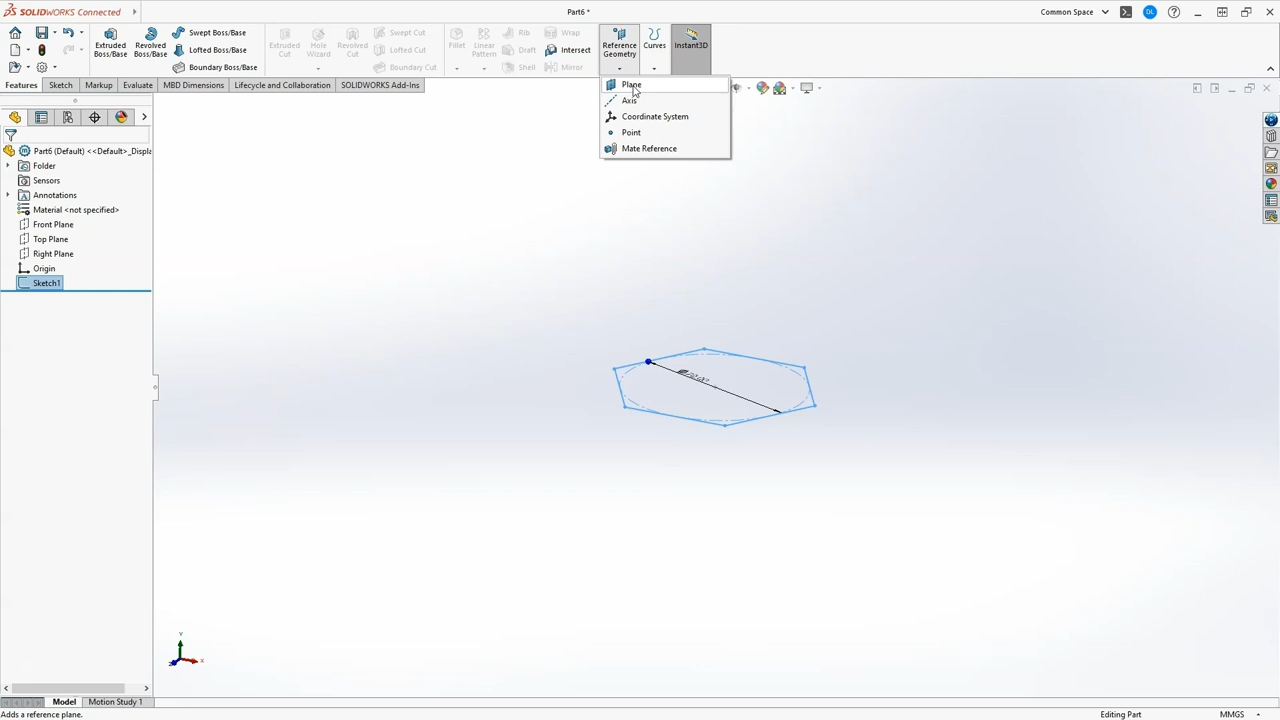 SOLIDWORKS Connected
Part6 *
Common Space
DL
Extruded Boss/Base
Revolved Boss/Base
Swept Boss/Base
Lofted Boss/Base
Boundary Boss/Base
Extruded Cut
Hole Wizard
Revolved Cut
Swept Cut
Lofted Cut
Boundary Cut
Fillet
Linear Pattern
Rib
Draft
Shell
Wrap
Intersect
Mirror
Reference Geometry
Curves
Instant3D
Features
Sketch
Markup
Evaluate
MBD Dimensions
Lifecycle and Collaboration
SOLIDWORKS Add-Ins
Plane
Axis
Coordinate System
Point
Mate Reference
Part6 (Default) <<Default>_Displa
Folder
Sensors
Annotations
Material <not specified>
Front Plane
Top Plane
Right Plane
Origin
Sketch1
Y
X
Model
Motion Study 1
Adds a reference plane.
Editing Part
MMGS